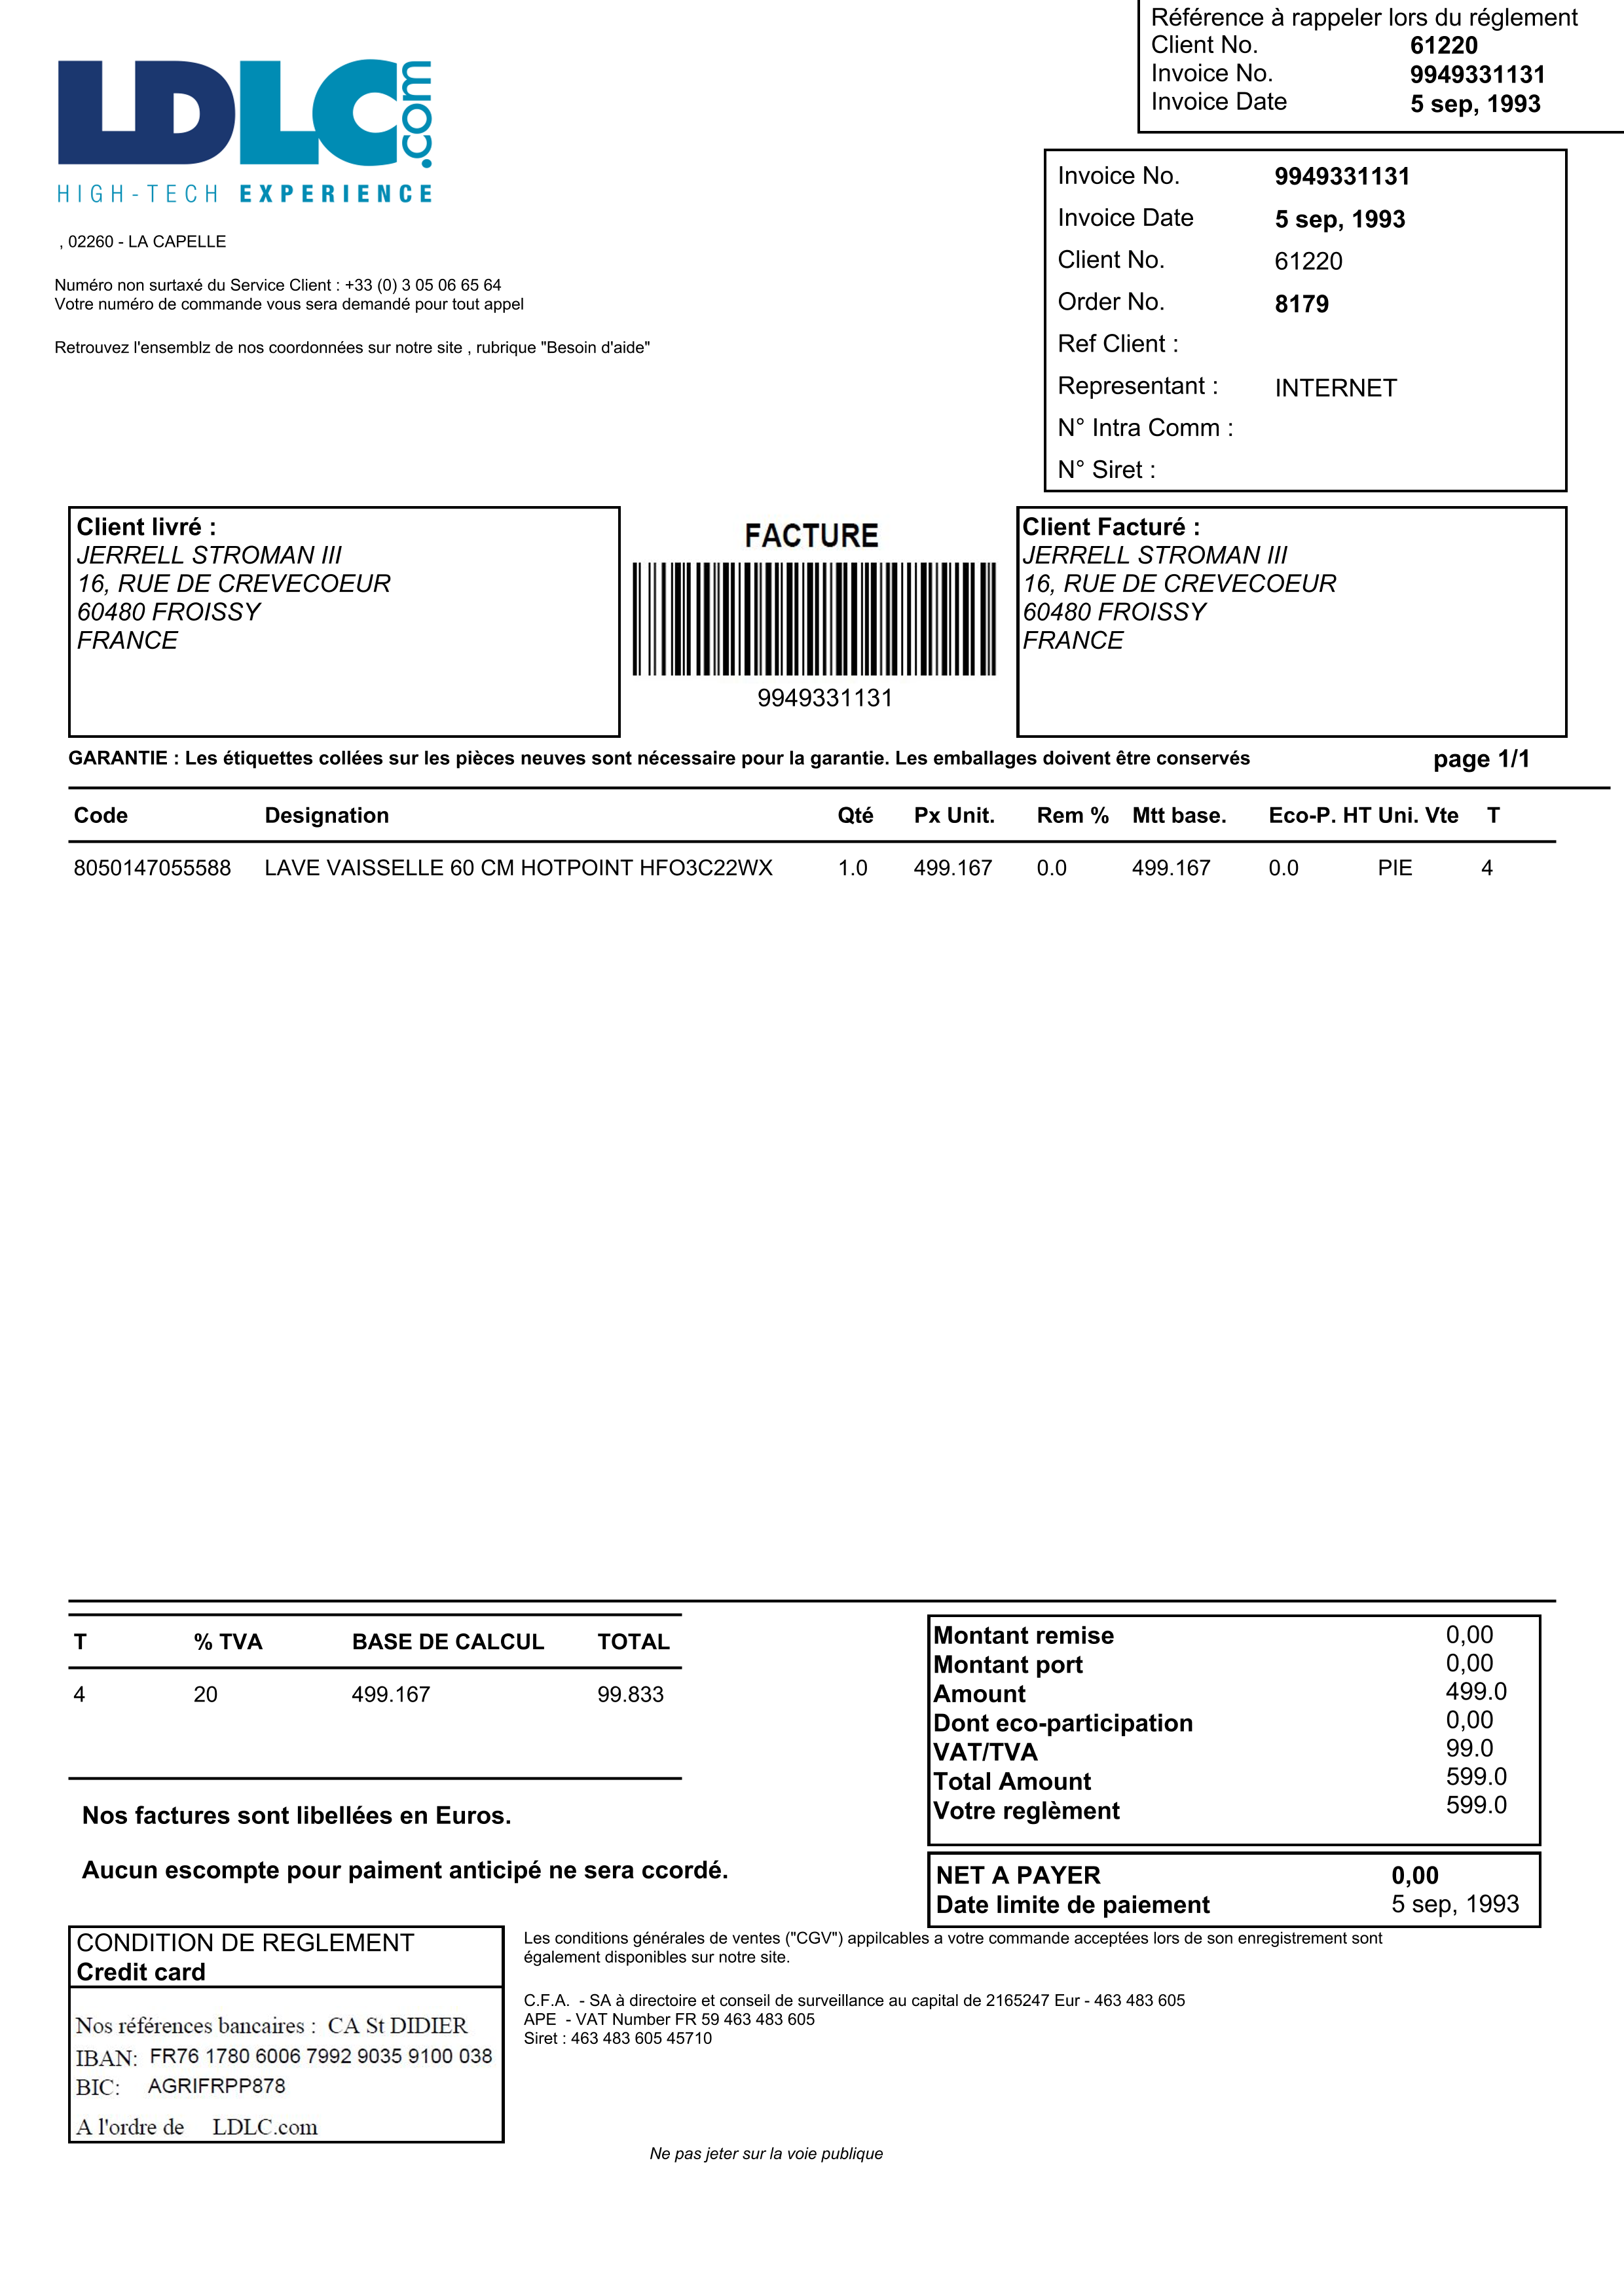 Référence à rappeler lors du réglement
Client No. 61220
Invoice No. 9949331131
Invoice Date 5 sep, 1993
LDLC.com
HIGH-TECH EXPERIENCE
, 02260 - LA CAPELLE
Numéro non surtaxé du Service Client : +33 (0) 3 05 06 65 64
Votre numéro de commande vous sera demandé pour tout appel
Retrouvez l'ensemblz de nos coordonnées sur notre site , rubrique "Besoin d'aide"
Invoice No. 9949331131
Invoice Date 5 sep, 1993
Client No. 61220
Order No. 8179
Ref Client :
Representant : INTERNET
N° Intra Comm :
N° Siret :
Client livré :
JERRELL STROMAN III
16, RUE DE CREVECOEUR
60480 FROISSY
FRANCE
FACTURE
9949331131
Client Facturé :
JERRELL STROMAN III
16, RUE DE CREVECOEUR
60480 FROISSY
FRANCE
GARANTIE : Les étiquettes collées sur les pièces neuves sont nécessaire pour la garantie. Les emballages doivent être conservés page 1/1
Code Designation Qté Px Unit. Rem % Mtt base. Eco-P. HT Uni. Vte T
8050147055588 LAVE VAISSELLE 60 CM HOTPOINT HFO3C22WX 1.0 499.167 0.0 499.167 0.0 PIE 4
T % TVA BASE DE CALCUL TOTAL
4 20 499.167 99.833
Nos factures sont libellées en Euros.
Aucun escompte pour paiment anticipé ne sera ccordé.
Montant remise 0,00
Montant port 0,00
Amount 499.0
Dont eco-participation 0,00
VAT/TVA 99.0
Total Amount 599.0
Votre reglèment 599.0
NET A PAYER 0,00
Date limite de paiement 5 sep, 1993
CONDITION DE REGLEMENT
Credit card
Nos références bancaires : CA St DIDIER
IBAN: FR76 1780 6006 7992 9035 9100 038
BIC: AGRIFRPP878
A l'ordre de LDLC.com
Les conditions générales de ventes ("CGV") appilcables a votre commande acceptées lors de son enregistrement sont
également disponibles sur notre site.
C.F.A. - SA à directoire et conseil de surveillance au capital de 2165247 Eur - 463 483 605
APE - VAT Number FR 59 463 483 605
Siret : 463 483 605 45710
Ne pas jeter sur la voie publique